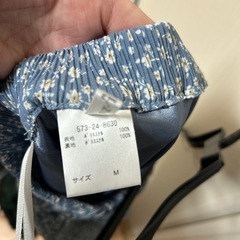 573-24-8630
表地 ポリエステル 100%
裏地 ポリエステル 100%
サイズ M